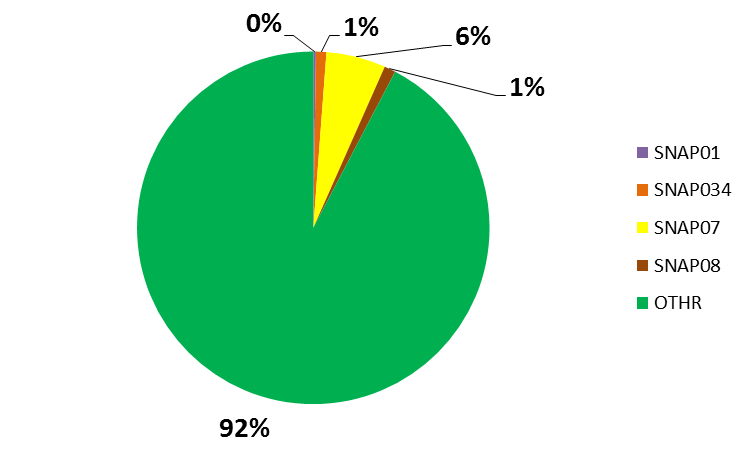 0%
1%
6%
1%
92%
SNAP01
SNAP034
SNAP07
SNAP08
OTHR